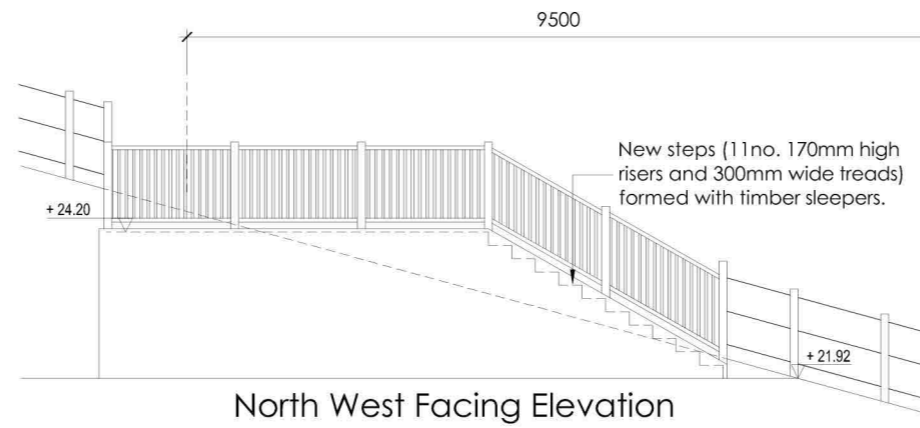 9500
New steps (11no. 170mm high
risers and 300mm wide treads)
formed with timber sleepers.
+ 24.20
+ 21.92
North West Facing Elevation